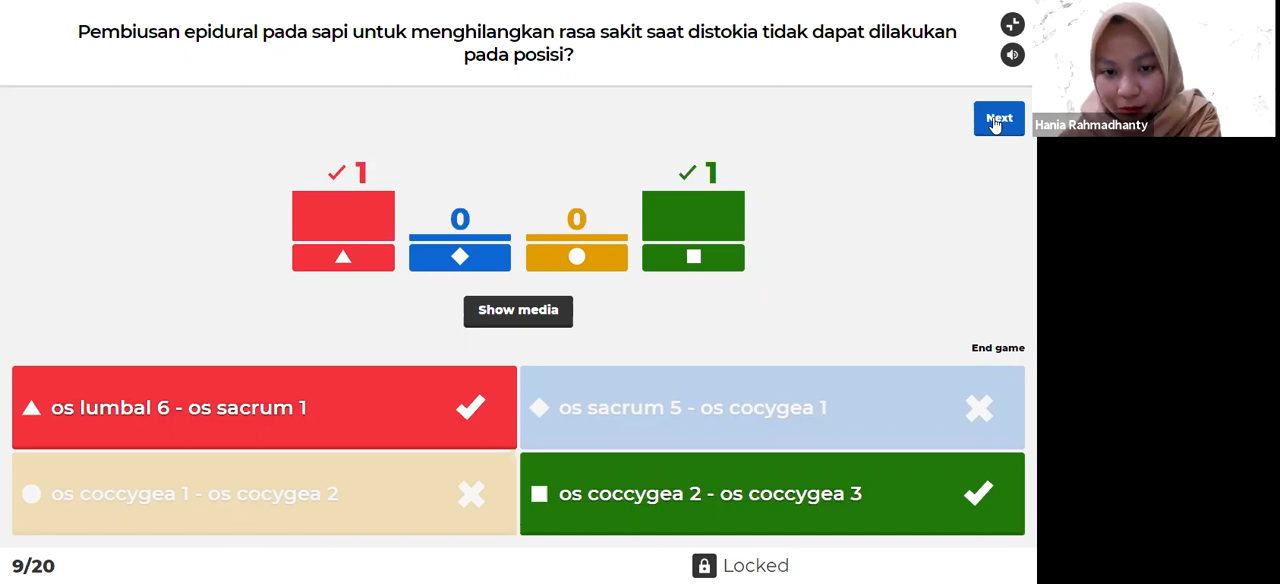 Pembiusan epidural pada sapi untuk menghilangkan rasa sakit saat distokia tidak dapat dilakukan
pada posisi?
Next
Hania Rahmadhanty
1
0
0
1
Show media
End game
os lumbal 6 - os sacrum 1
os sacrum 5 - os cocygea 1
os coccygea 1 - os cocygea 2
os coccygea 2 - os coccygea 3
9/20
Locked